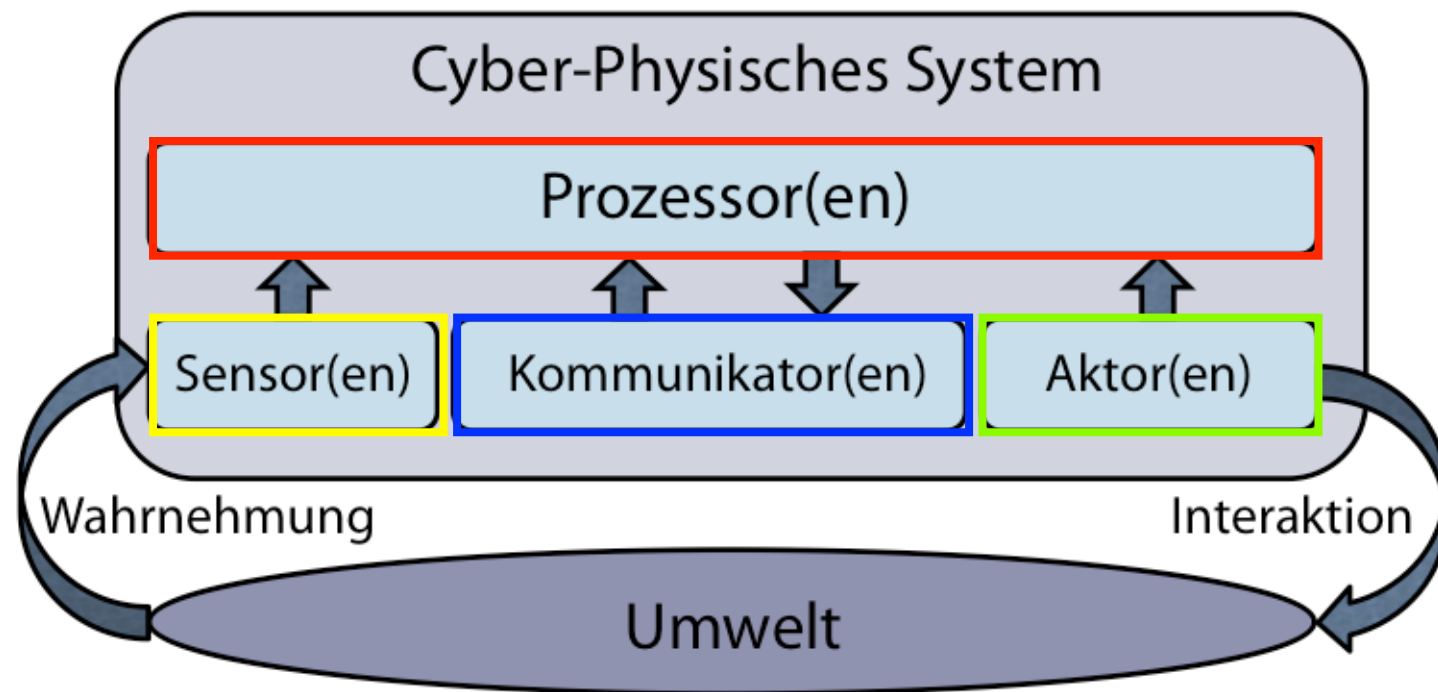 Cyber-Physisches System
Prozessor(en)
Sensor(en)
Kommunikator(en)
Aktor(en)
Wahrnehmung
Interaktion
Umwelt